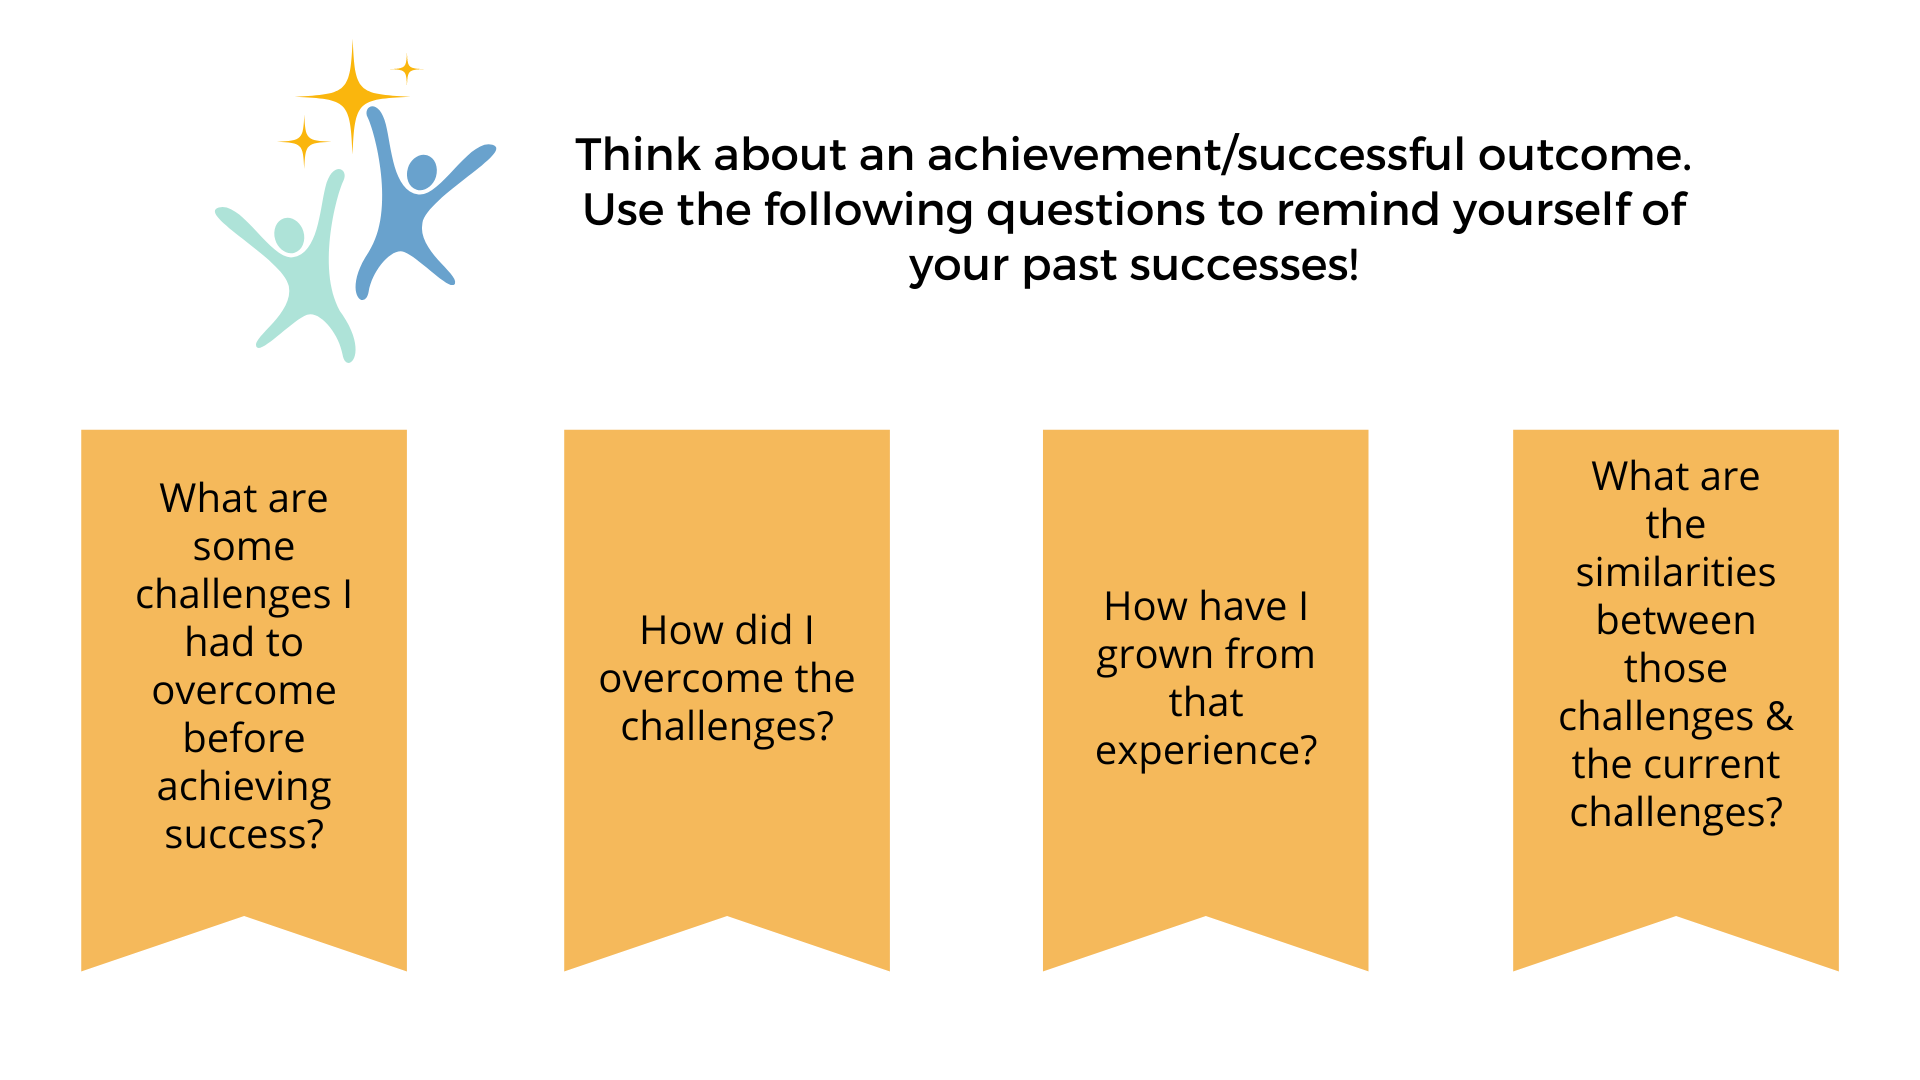 Think about an achievement/successful outcome.
Use the following questions to remind yourself of
your past successes!
What are
some
challenges I
had to
overcome
before
achieving
success?
How did I
overcome the
challenges?
How have I
grown from
that
experience?
What are
the
similarities
between
those
challenges &
the current
challenges?